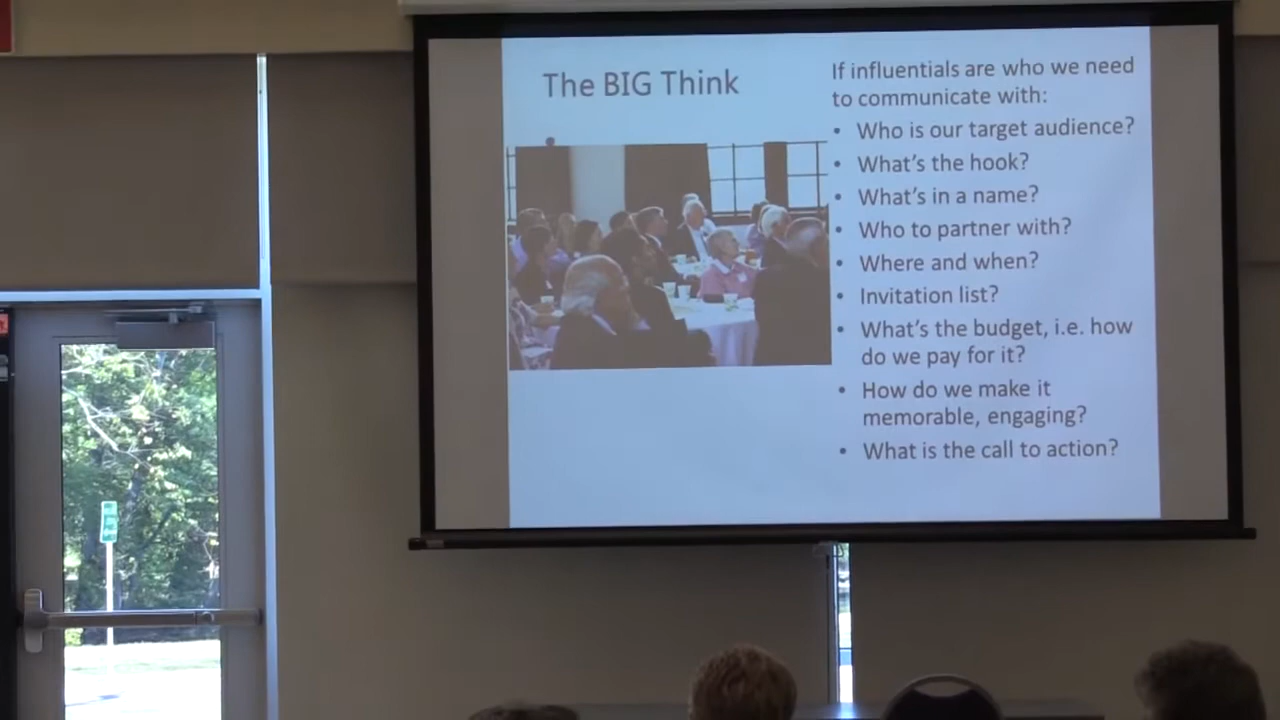 The BIG Think
If influentials are who we need
to communicate with:
• Who is our target audience?
• What's the hook?
• What's in a name?
• Who to partner with?
• Where and when?
• Invitation list?
• What's the budget, i.e. how
do we pay for it?
• How do we make it
memorable, engaging?
• What is the call to action?